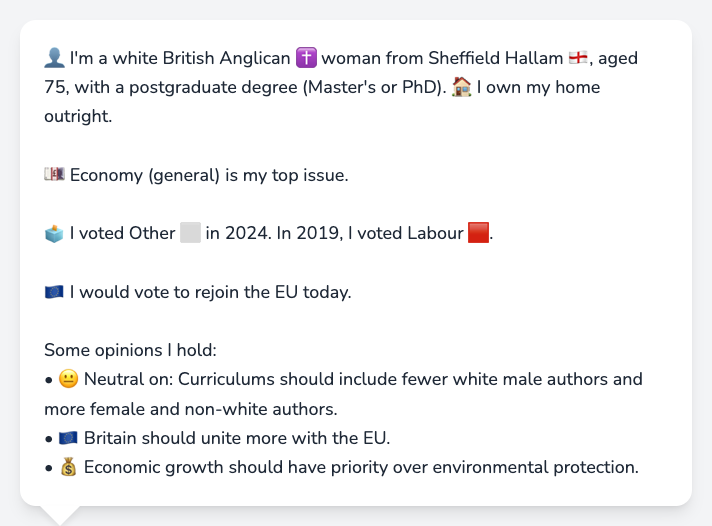 👤 I'm a white British Anglican ✝️ woman from Sheffield Hallam 🏴󠁧󠁢󠁥󠁮󠁧󠁿, aged
75, with a postgraduate degree (Master's or PhD). 🏠 I own my home
outright.
💷 Economy (general) is my top issue.
🗳️ I voted Other ⬜ in 2024. In 2019, I voted Labour 🟥.
🇪🇺 I would vote to rejoin the EU today.
Some opinions I hold:
• 😐 Neutral on: Curriculums should include fewer white male authors and
more female and non-white authors.
• 🇪🇺 Britain should unite more with the EU.
• 💰 Economic growth should have priority over environmental protection.